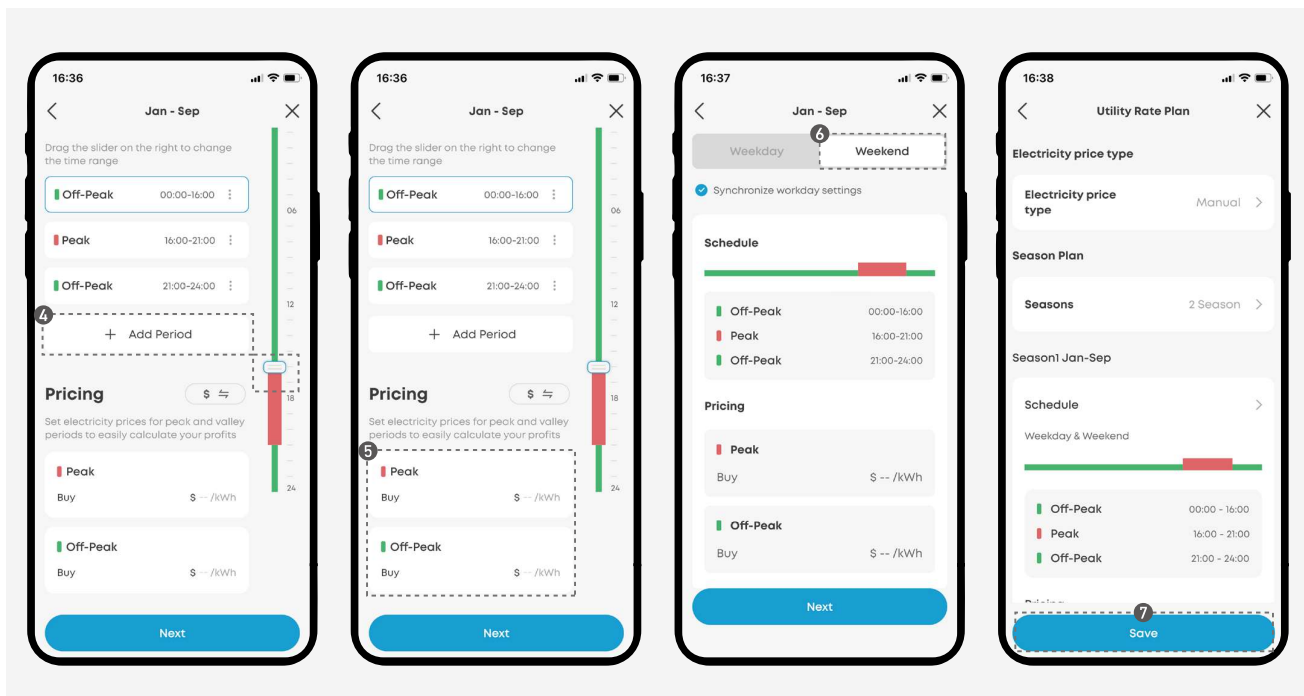 16:36
Jan - Sep
Drag the slider on the right to change
the time range
Off-Peak 00:00-16:00
06
Peak 16:00-21:00
Off-Peak 21:00-24:00
12
4
+ Add Period
Pricing $
18
Set electricity prices for peak and valley
periods to easily calculate your profits
Peak
Buy $ -- /kWh
24
Off-Peak
Buy $ -- /kWh
Next
16:36
Jan - Sep
Drag the slider on the right to change
the time range
Off-Peak 00:00-16:00
06
Peak 16:00-21:00
Off-Peak 21:00-24:00
12
+ Add Period
Pricing $
18
Set electricity prices for peak and valley
periods to easily calculate your profits
5
Peak
Buy $ -- /kWh
24
Off-Peak
Buy $ -- /kWh
Next
16:37
Jan - Sep
6
Weekday Weekend
Synchronize workday settings
Schedule
Off-Peak 00:00-16:00
Peak 16:00-21:00
Off-Peak 21:00-24:00
Pricing
Peak
Buy $ -- /kWh
Off-Peak
Buy $ -- /kWh
Next
16:38
Utility Rate Plan
Electricity price type
Electricity price
type
Manual
Season Plan
Seasons 2 Season
Season1 Jan-Sep
Schedule
Weekday & Weekend
Off-Peak 00:00 - 16:00
Peak 16:00 - 21:00
Off-Peak 21:00 - 24:00
7
Save